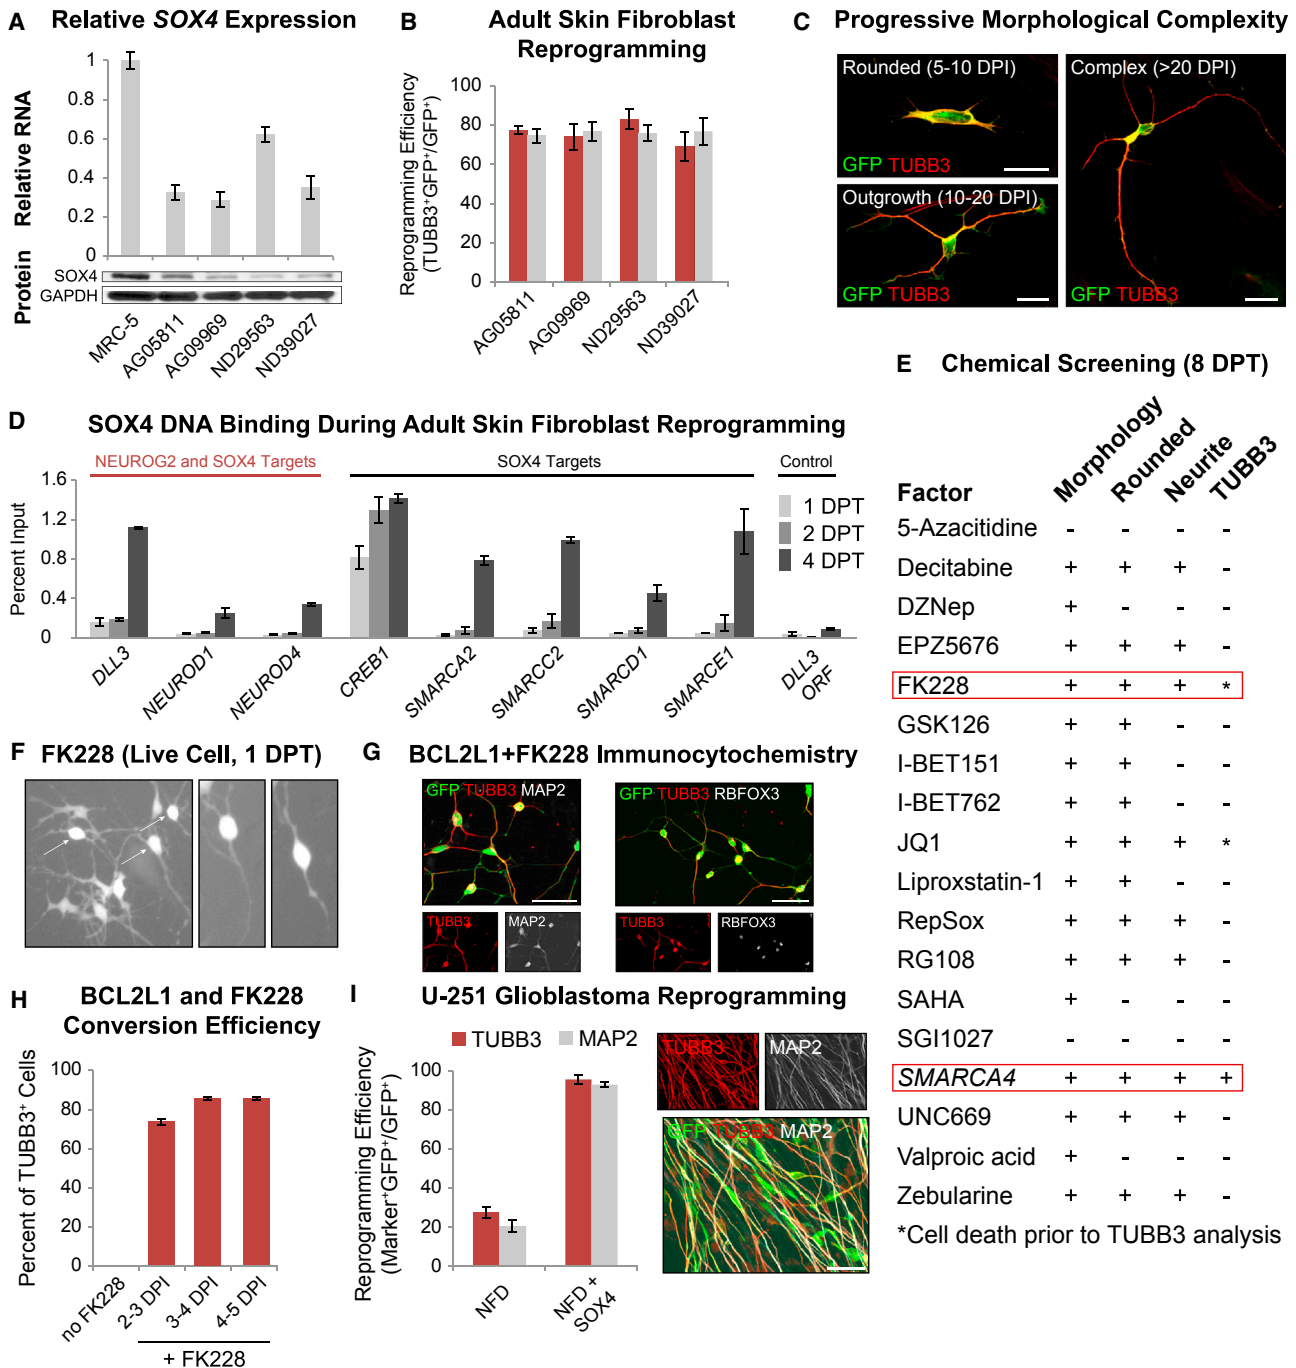 A Relative SOX4 Expression
Relative RNA
1
0.8
0.6
0.4
0.2
0
Protein
SOX4
GAPDH
MRC-5
AG05811
AG09969
ND29563
ND39027
B Adult Skin Fibroblast
Reprogramming
Reprogramming Efficiency
(TUBB3⁺GFP⁺/GFP⁺)
100
80
60
40
20
0
AG05811
AG09969
ND29563
ND39027
C Progressive Morphological Complexity
Rounded (5-10 DPI)
GFP TUBB3
Outgrowth (10-20 DPI)
GFP TUBB3
Complex (>20 DPI)
GFP TUBB3
D SOX4 DNA Binding During Adult Skin Fibroblast Reprogramming
NEUROG2 and SOX4 Targets
SOX4 Targets
Control
Percent Input
1.6
1.2
0.8
0.4
0
1 DPT
2 DPT
4 DPT
DLL3
NEUROD1
NEUROD4
CREB1
SMARCA2
SMARCC2
SMARCD1
SMARCE1
DLL3
ORF
E Chemical Screening (8 DPT)
Factor Morphology Rounded Neurite TUBB3
5-Azacitidine - - - -
Decitabine + + + -
DZNep + - - -
EPZ5676 + + + -
FK228 + + + *
GSK126 + + - -
I-BET151 + + - -
I-BET762 + + - -
JQ1 + + + *
Liproxstatin-1 + + - -
RepSox + + + -
RG108 + + + -
SAHA + - - -
SGI1027 - - - -
SMARCA4 + + + +
UNC669 + + + -
Valproic acid + - - -
Zebularine + + + -
*Cell death prior to TUBB3 analysis
F FK228 (Live Cell, 1 DPT)
G BCL2L1+FK228 Immunocytochemistry
GFP TUBB3 MAP2
TUBB3
MAP2
GFP TUBB3 RBFOX3
TUBB3
RBFOX3
H BCL2L1 and FK228
Conversion Efficiency
Percent of TUBB3⁺ Cells
100
80
60
40
20
0
no FK228
2-3 DPI
3-4 DPI
4-5 DPI
+ FK228
I U-251 Glioblastoma Reprogramming
TUBB3 MAP2
Reprogramming Efficiency
(Marker⁺GFP⁺/GFP⁺)
100
80
60
40
20
0
NFD
NFD +
SOX4
TUBB3
MAP2
GFP TUBB3 MAP2